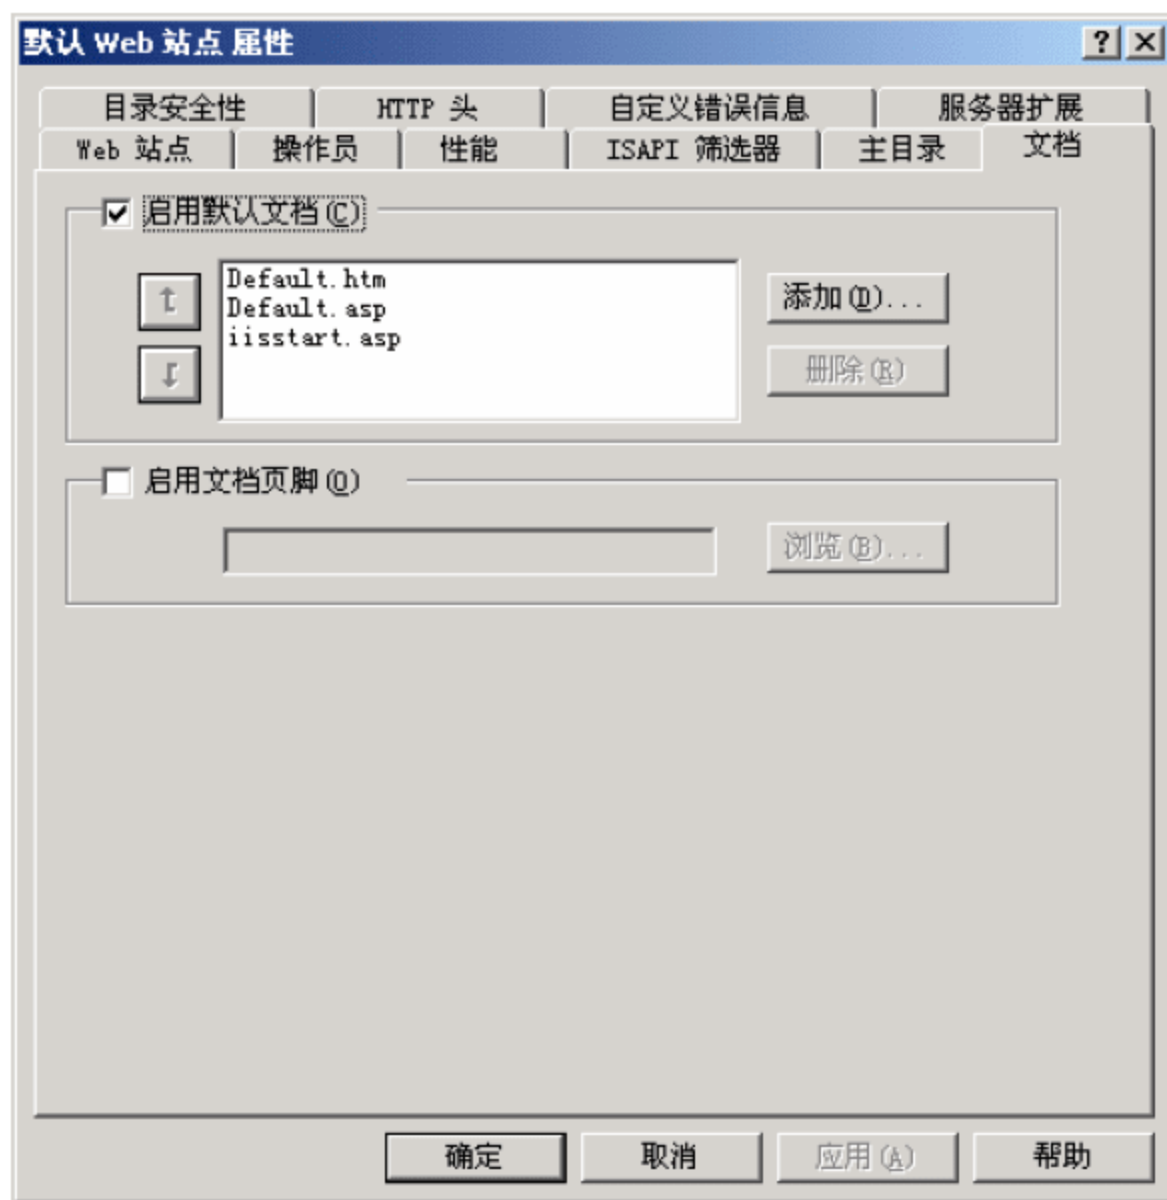 默认 Web 站点 属性
目录安全性 HTTP 头 自定义错误信息 服务器扩展
Web 站点 操作员 性能 ISAPI 筛选器 主目录 文档
启用默认文档(C)
Default.htm
Default.asp
iisstart.asp
添加(D)...
删除(R)
启用文档页脚(O)
浏览(B)...
确定 取消 应用(A) 帮助